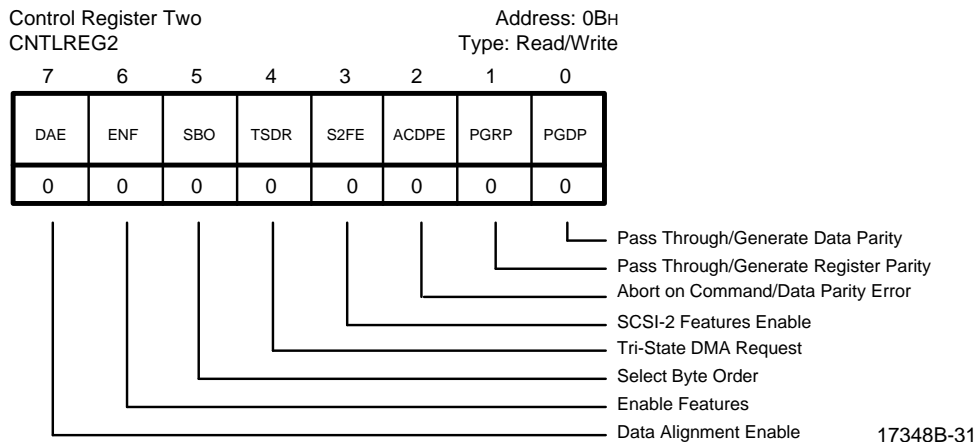 Control Register Two Address: 0BH
CNTLREG2 Type: Read/Write
7 6 5 4 3 2 1 0
DAE ENF SBO TSDR S2FE ACDPE PGRP PGDP
0 0 0 0 0 0 0 0
Pass Through/Generate Data Parity
Pass Through/Generate Register Parity
Abort on Command/Data Parity Error
SCSI-2 Features Enable
Tri-State DMA Request
Select Byte Order
Enable Features
Data Alignment Enable 17348B-31